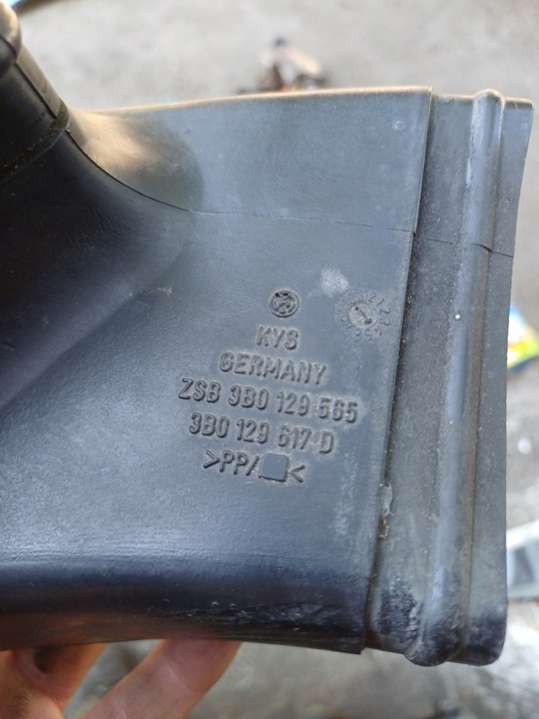 KYS
GERMANY
ZSB 3B0 129 565
3B0 129 617 D
>PP/ <